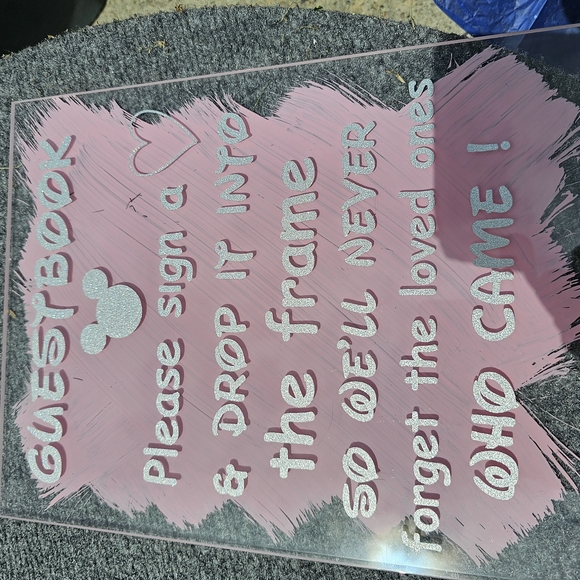 GUESTBOOK
Please sign a
& DROP IT INTO
the frame
SO WE'LL NEVER
forget the loved ones
WHO CAME !